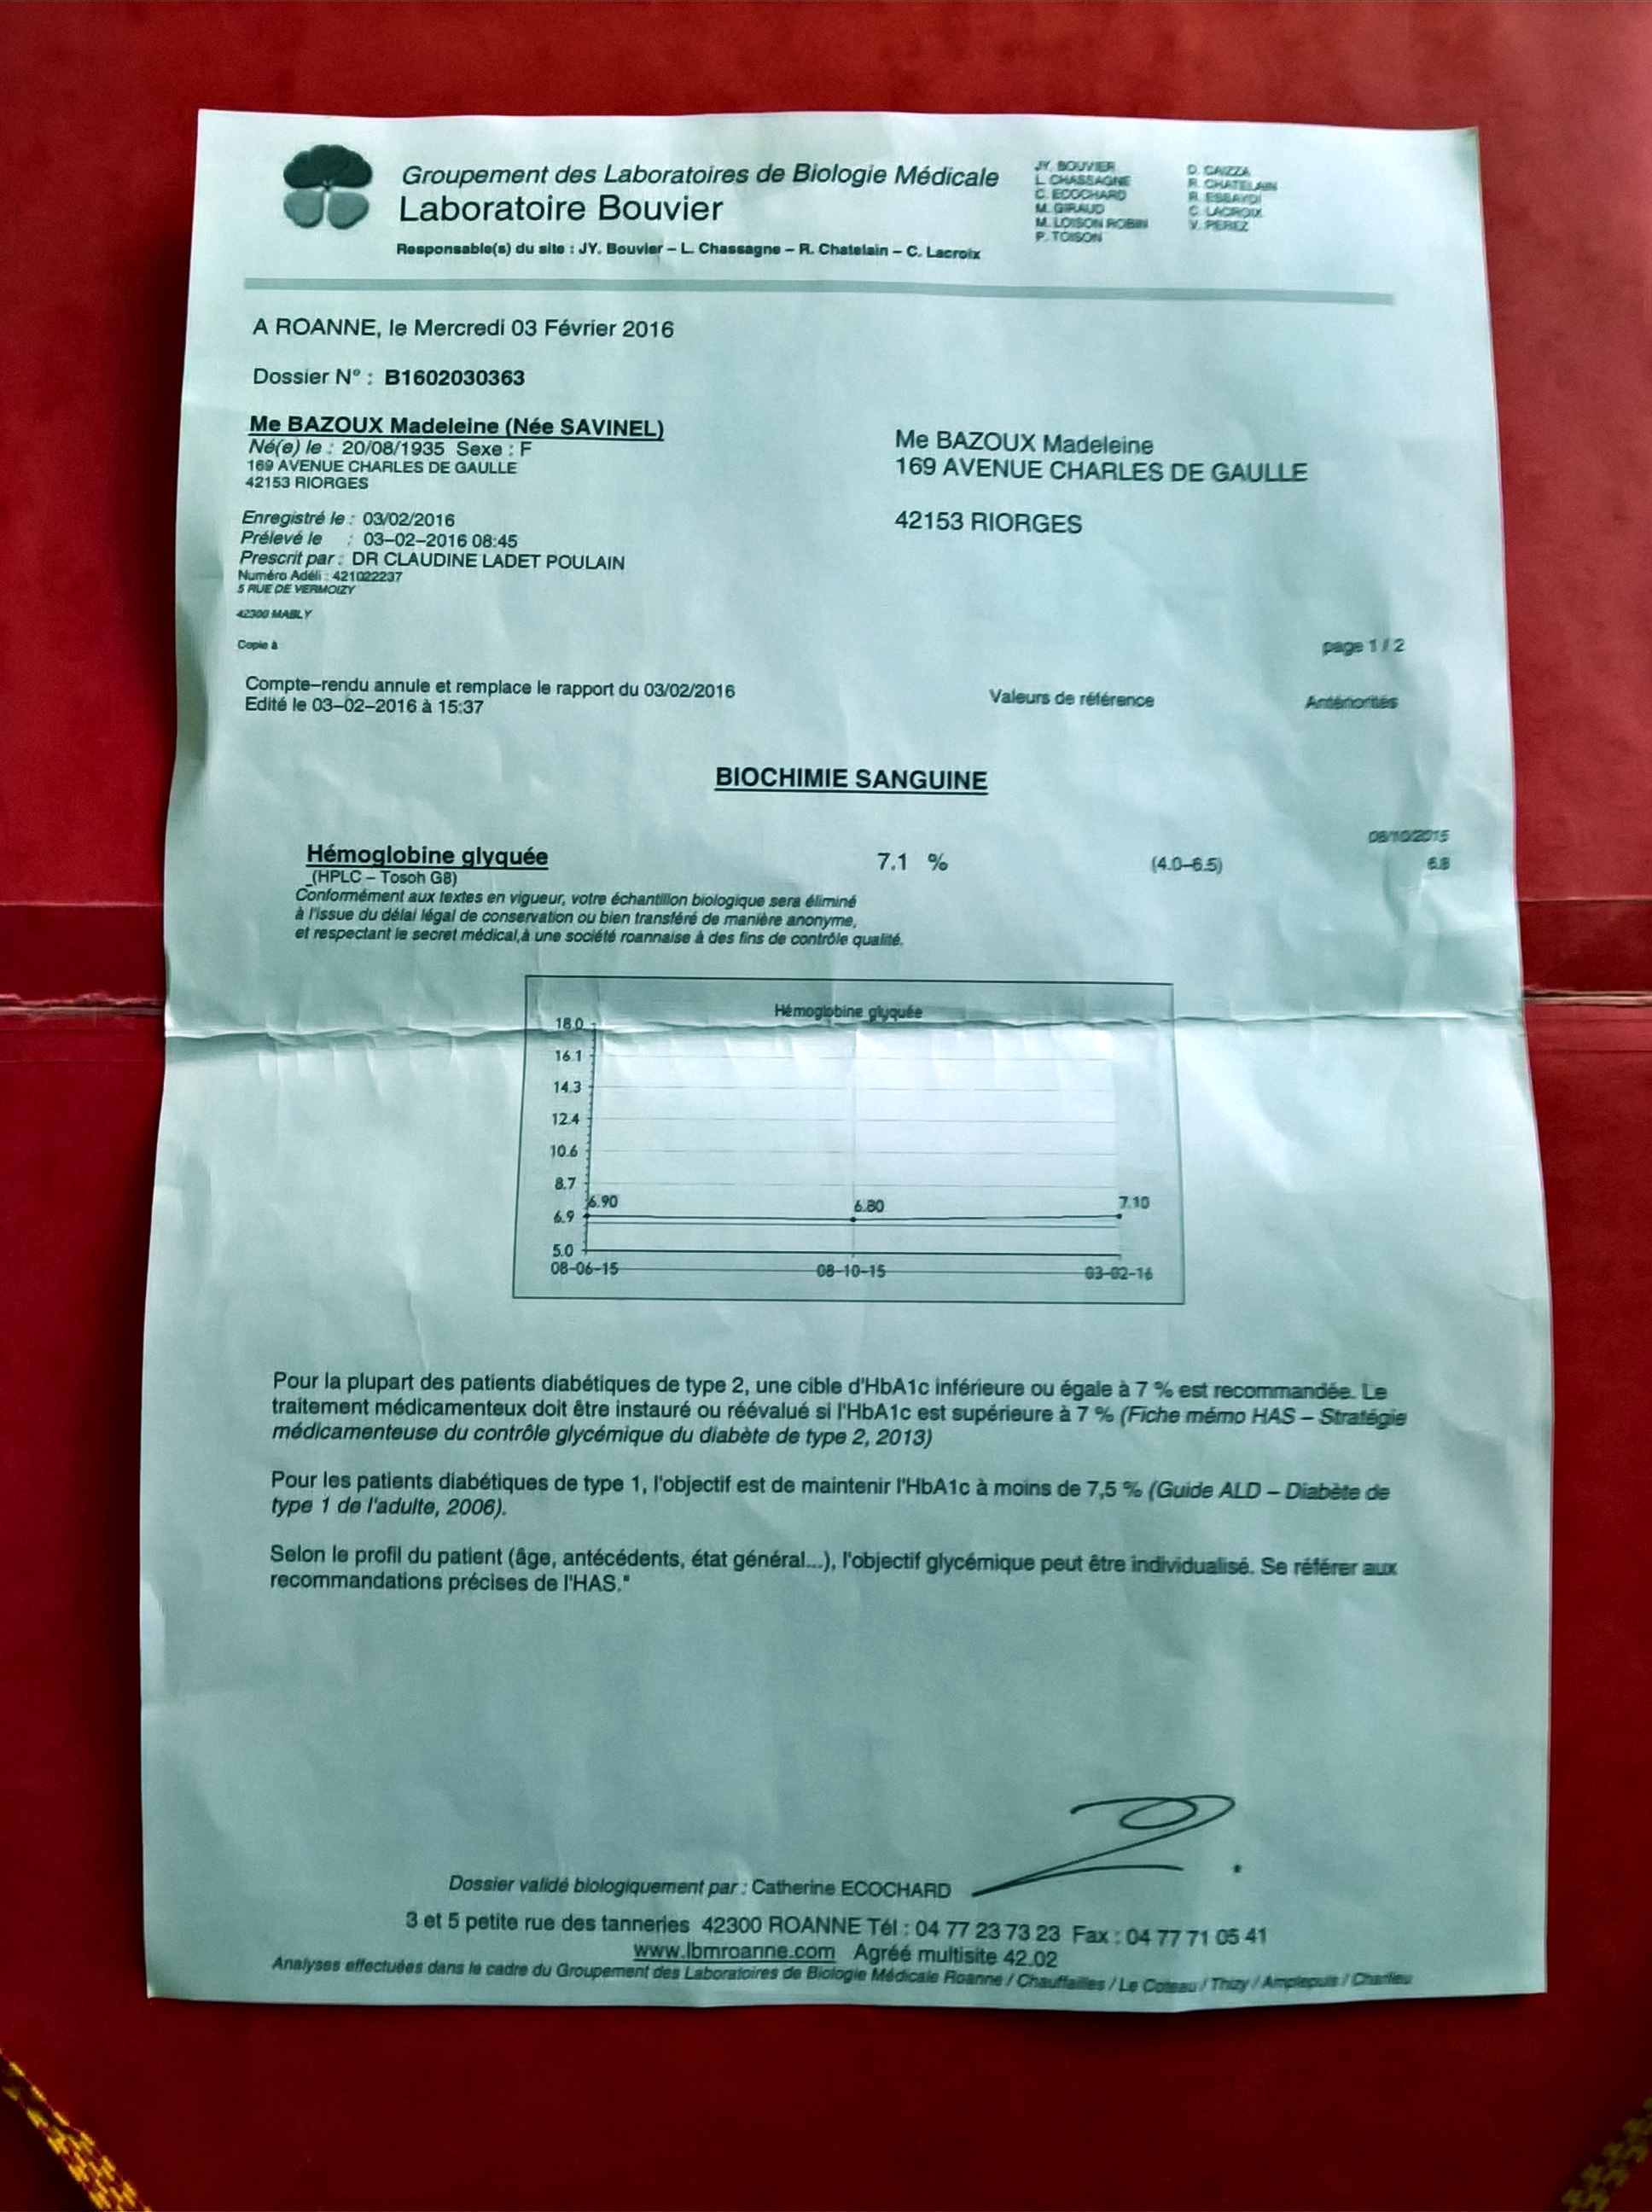 Groupement des Laboratoires de Biologie Médicale
Laboratoire Bouvier
Responsable(s) du site : JY. Bouvier – L. Chassagne – R. Chatelain – C. Lacroix
JY. BOUVIER
L. CHASSAGNE
C. ECOCHARD
M. GIRAUD
M. LOISON ROBIN
P. TOISON
D. CAIZZA
R. CHATELAIN
R. ESSAYDI
C. LACROIX
V. PEREZ
A ROANNE, le Mercredi 03 Février 2016
Dossier N° : B1602030363
Me BAZOUX Madeleine (Née SAVINEL)
Né(e) le : 20/08/1935 Sexe : F
169 AVENUE CHARLES DE GAULLE
42153 RIORGES
Me BAZOUX Madeleine
169 AVENUE CHARLES DE GAULLE
42153 RIORGES
Enregistré le : 03/02/2016
Prélevé le : 03–02–2016 08:45
Prescrit par : DR CLAUDINE LADET POULAIN
Numéro Adéli : 421022237
5 RUE DE VERMOIZY
42300 MABLY
Copie à
page 1 / 2
Compte–rendu annule et remplace le rapport du 03/02/2016
Edité le 03–02–2016 à 15:37
Valeurs de référence
Antériorités
BIOCHIMIE SANGUINE
08/10/2015
Hémoglobine glyquée 7.1 % (4.0–6.5) 6.8
(HPLC – Tosoh G8)
Conformément aux textes en vigueur, votre échantillon biologique sera éliminé
à l'issue du délai légal de conservation ou bien transféré de manière anonyme,
et respectant le secret médical,à une société roannaise à des fins de contrôle qualité.
Hémoglobine glyquée
18.0
16.1
14.3
12.4
10.6
8.7
6.9
5.0
6.90
6.80
7.10
08-06-15
08-10-15
03-02-16
Pour la plupart des patients diabétiques de type 2, une cible d'HbA1c inférieure ou égale à 7 % est recommandée. Le
traitement médicamenteux doit être instauré ou réévalué si l'HbA1c est supérieure à 7 % (Fiche mémo HAS – Stratégie
médicamenteuse du contrôle glycémique du diabète de type 2, 2013)
Pour les patients diabétiques de type 1, l'objectif est de maintenir l'HbA1c à moins de 7,5 % (Guide ALD – Diabète de
type 1 de l'adulte, 2006).
Selon le profil du patient (âge, antécédents, état général...), l'objectif glycémique peut être individualisé. Se référer aux
recommandations précises de l'HAS."
Dossier validé biologiquement par : Catherine ECOCHARD
3 et 5 petite rue des tanneries 42300 ROANNE Tél : 04 77 23 73 23 Fax : 04 77 71 05 41
www.lbmroanne.com Agréé multisite 42.02
Analyses effectuées dans le cadre du Groupement des Laboratoires de Biologie Médicale Roanne / Chauffailles / Le Coteau / Thizy / Amplepuis / Charlieu